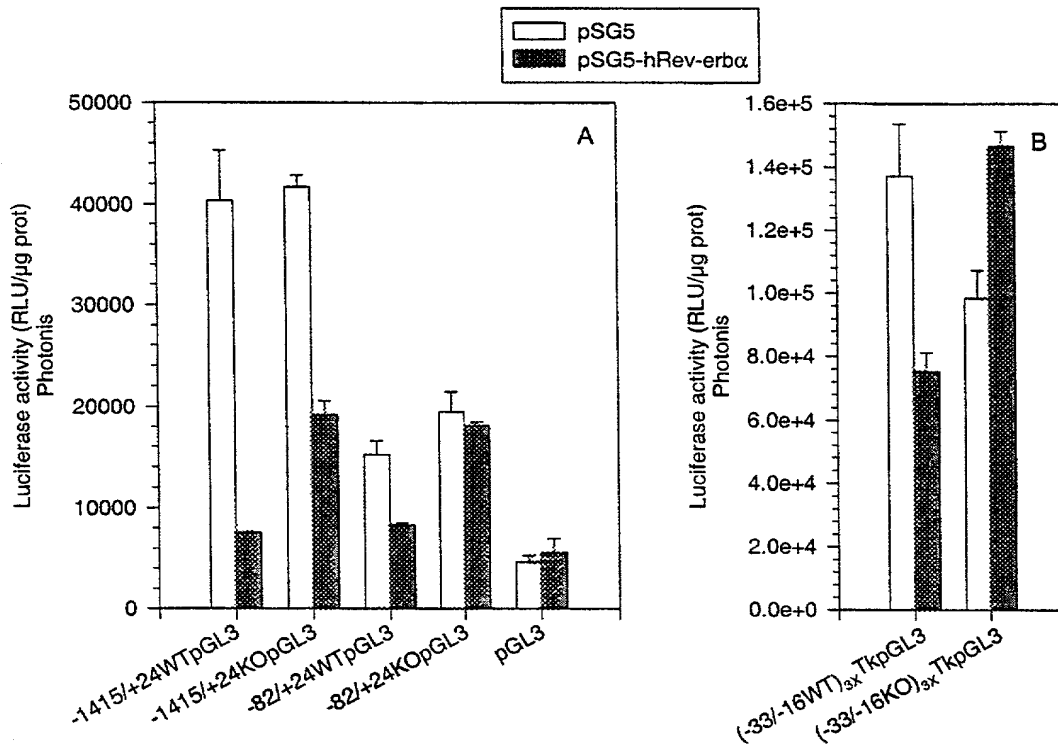 pSG5
pSG5-hRev-erbα
A
Luciferase activity (RLU/µg prot)
Photonis
50000
40000
30000
20000
10000
0
-1415/+24WTpGL3
-1415/+24KOpGL3
-82/+24WTpGL3
-82/+24KOpGL3
pGL3
B
Luciferase activity (RLU/µg prot)
Photonis
1.6e+5
1.4e+5
1.2e+5
1.0e+5
8.0e+4
6.0e+4
4.0e+4
2.0e+4
0.0e+0
(-33/-16WT)3xTkpGL3
(-33/-16KO)3xTkpGL3